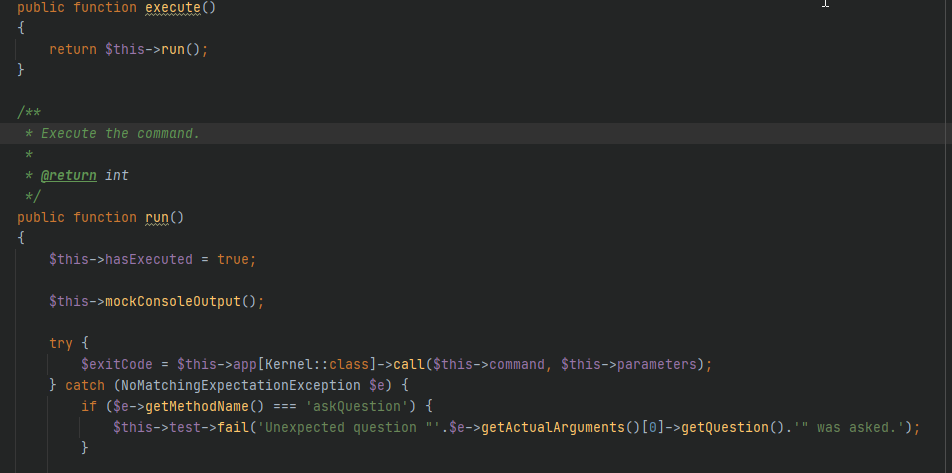 public function execute()
{
    return $this->run();
}

/**
 * Execute the command.
 *
 * @return int
 */
public function run()
{
    $this->hasExecuted = true;

    $this->mockConsoleOutput();

    try {
        $exitCode = $this->app[Kernel::class]->call($this->command, $this->parameters);
    } catch (NoMatchingExpectationException $e) {
        if ($e->getMethodName() === 'askQuestion') {
            $this->test->fail('Unexpected question "'.$e->getActualArguments()[0]->getQuestion().'" was asked.');
        }